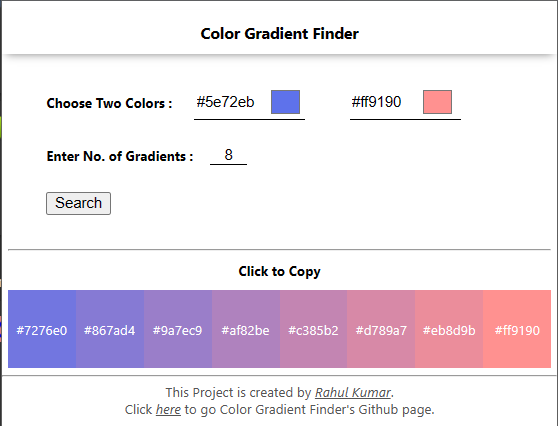 Color Gradient Finder
Choose Two Colors : #5e72eb #ff9190
Enter No. of Gradients : 8
Search
Click to Copy
#7276e0 #867ad4 #9a7ec9 #af82be #c385b2 #d789a7 #eb8d9b #ff9190
This Project is created by Rahul Kumar.
Click here to go Color Gradient Finder's Github page.